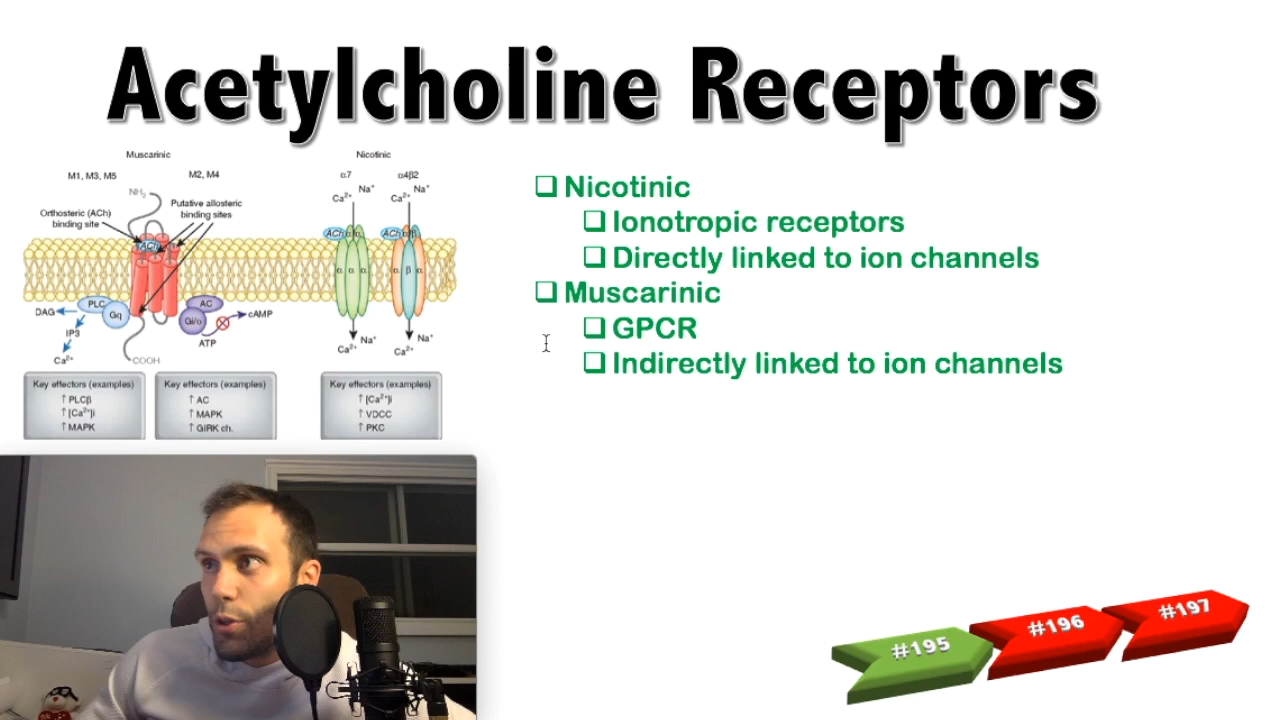 Acetylcholine Receptors
Muscarinic
M1, M3, M5
M2, M4
NH2
Orthosteric (ACh)
binding site
Putative allosteric
binding sites
ACh
PLC
Gq
DAG
IP3
Ca2+
COOH
AC
Gi/o
cAMP
ATP
Nicotinic
α7
α4β2
Ca2+
Na+
Ca2+
Na+
ACh
α
α
ACh
α
β
α
α
α
α
β
α
Ca2+
Na+
Ca2+
Na+
Key effectors (examples)
↑ PLCβ
↑ [Ca2+]i
↑ MAPK
Key effectors (examples)
↑ AC
↑ MAPK
↑ GIRK ch.
Key effectors (examples)
↑ [Ca2+]i
↑ VDCC
↑ PKC
❑ Nicotinic
❑ Ionotropic receptors
❑ Directly linked to ion channels
❑ Muscarinic
❑ GPCR
❑ Indirectly linked to ion channels
#195
#196
#197